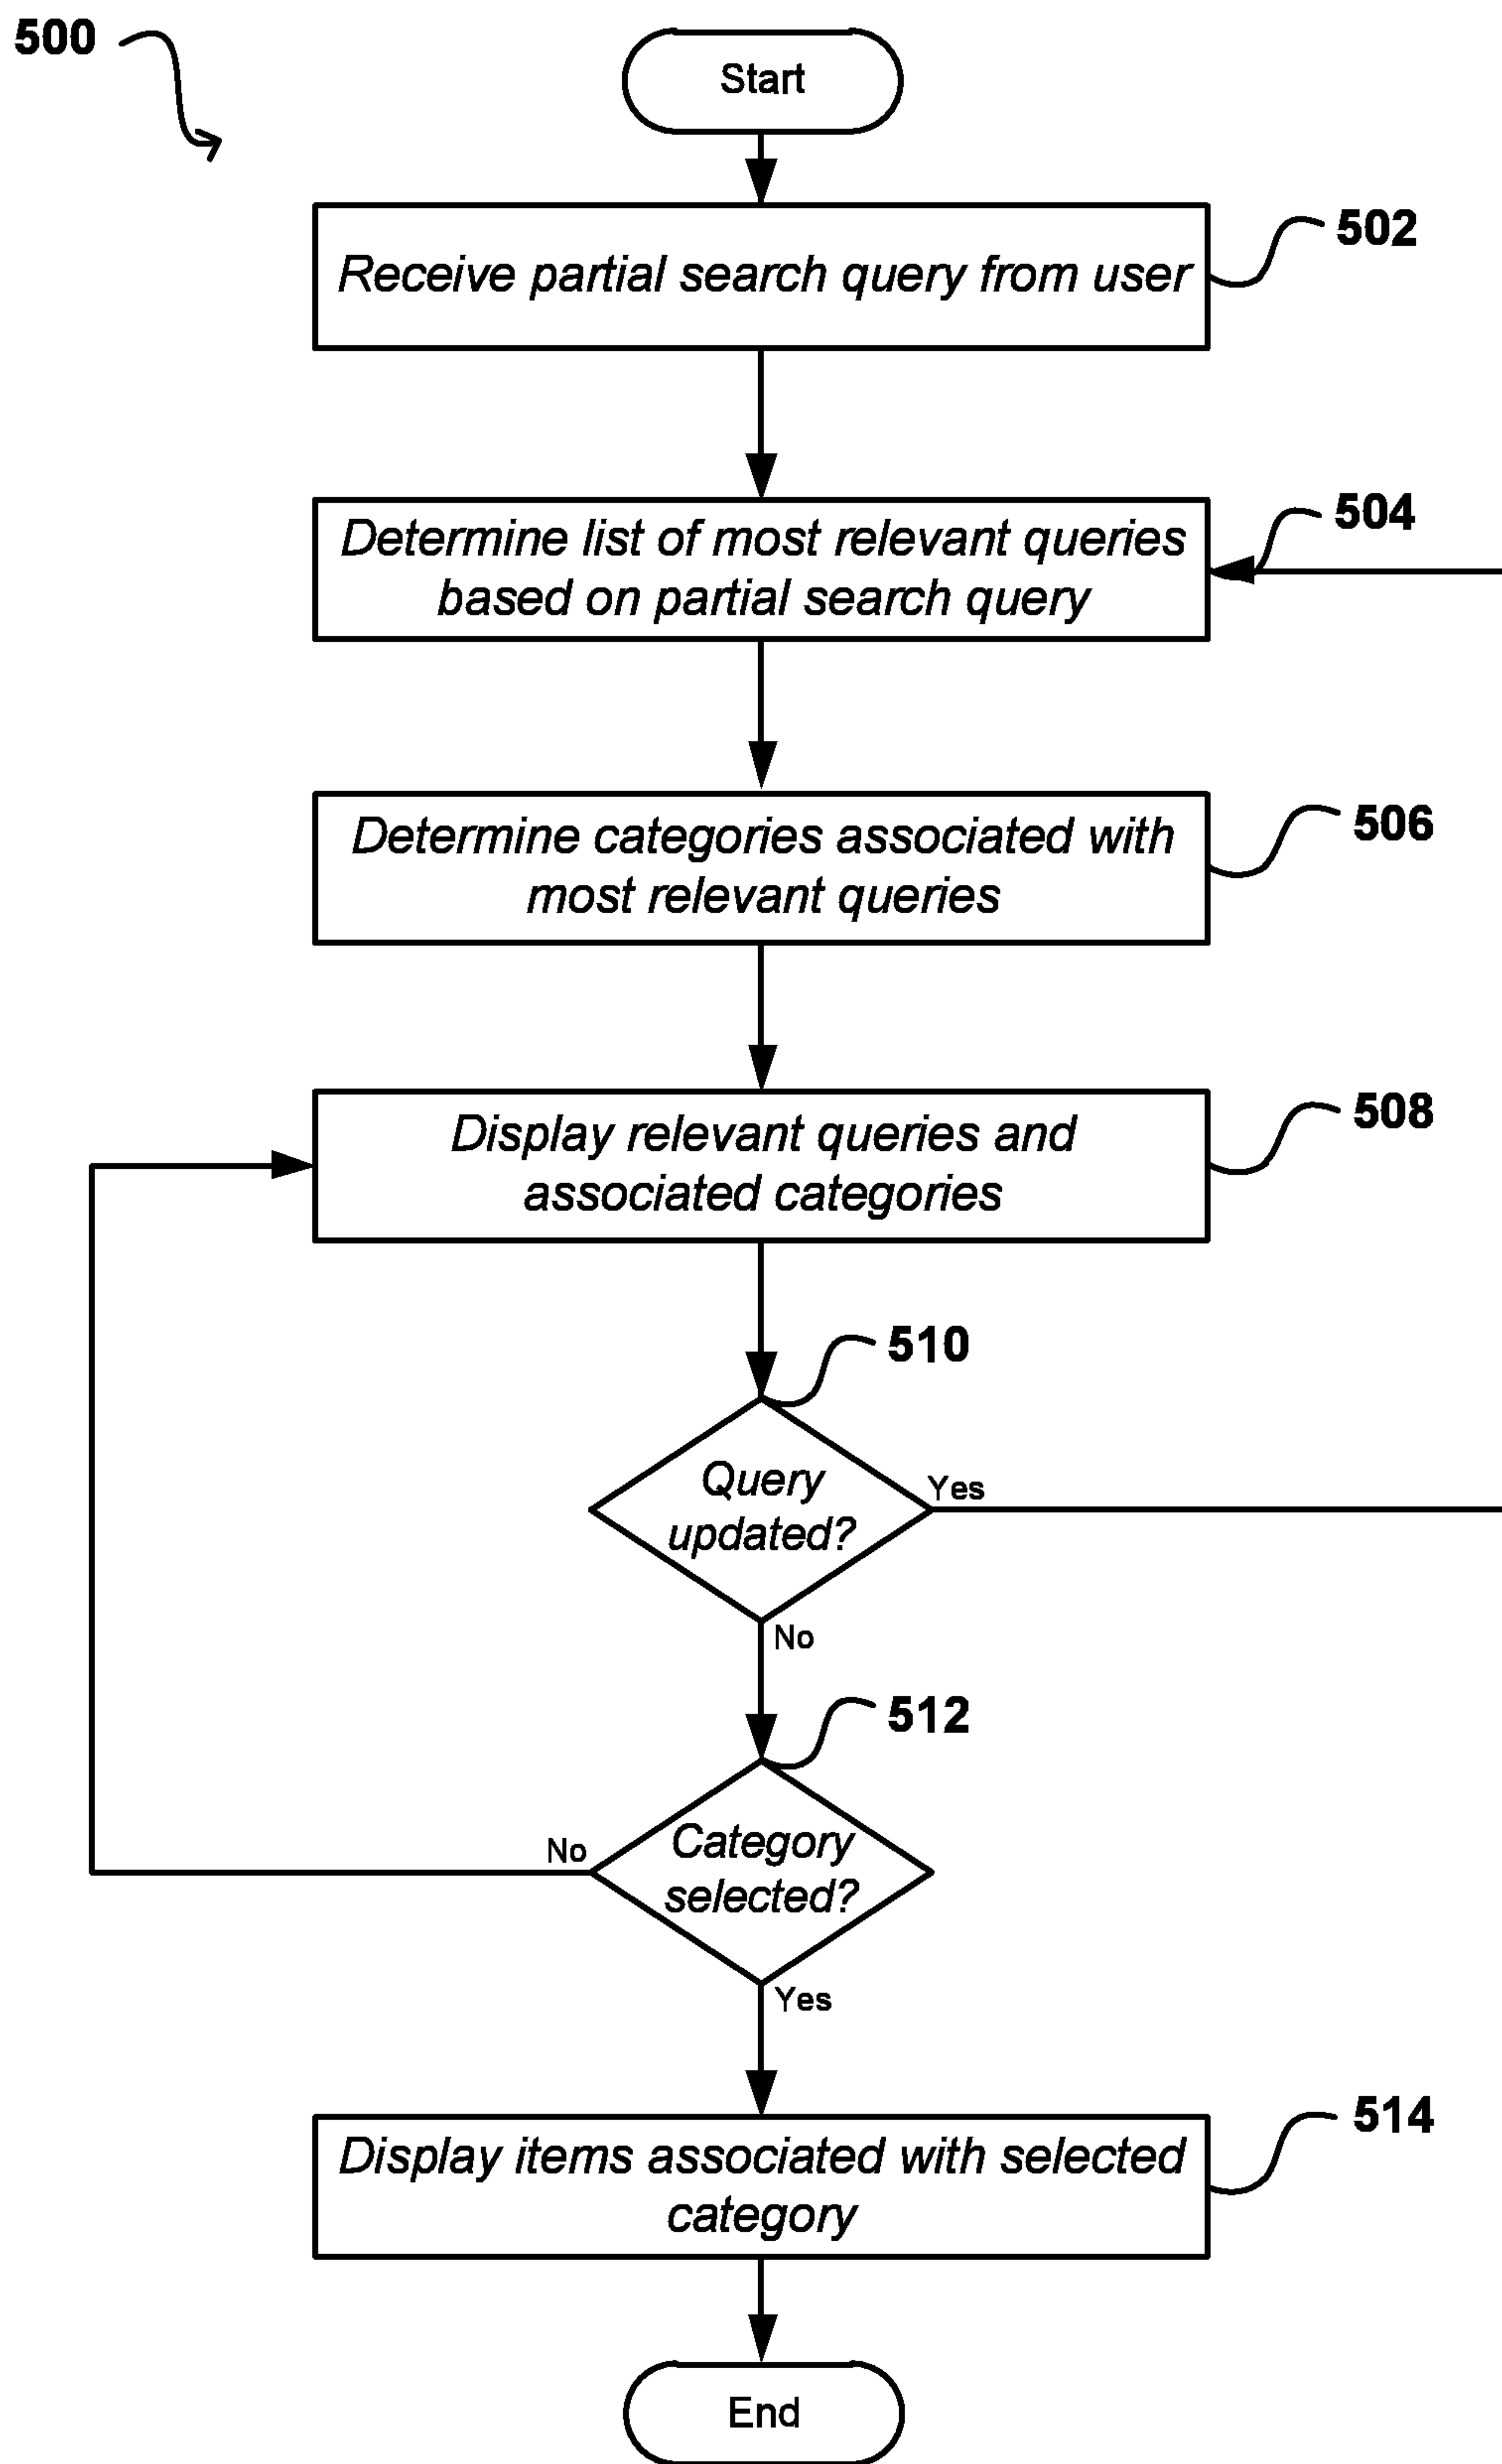 500
Start
502
Receive partial search query from user
504
Determine list of most relevant queries
based on partial search query
506
Determine categories associated with
most relevant queries
508
Display relevant queries and
associated categories
510
Query
updated?
Yes
No
512
Category
selected?
No
Yes
514
Display items associated with selected
category
End